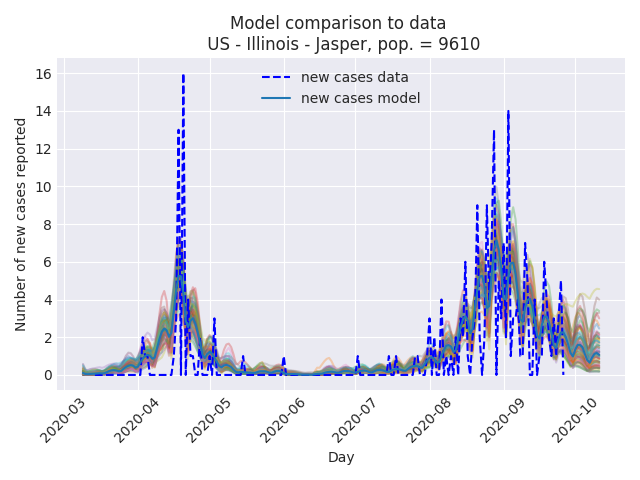 Model comparison to data
US - Illinois - Jasper, pop. = 9610
new cases data
new cases model
Number of new cases reported
16
14
12
10
8
6
4
2
0
2020-03
2020-04
2020-05
2020-06
2020-07
2020-08
2020-09
2020-10
Day